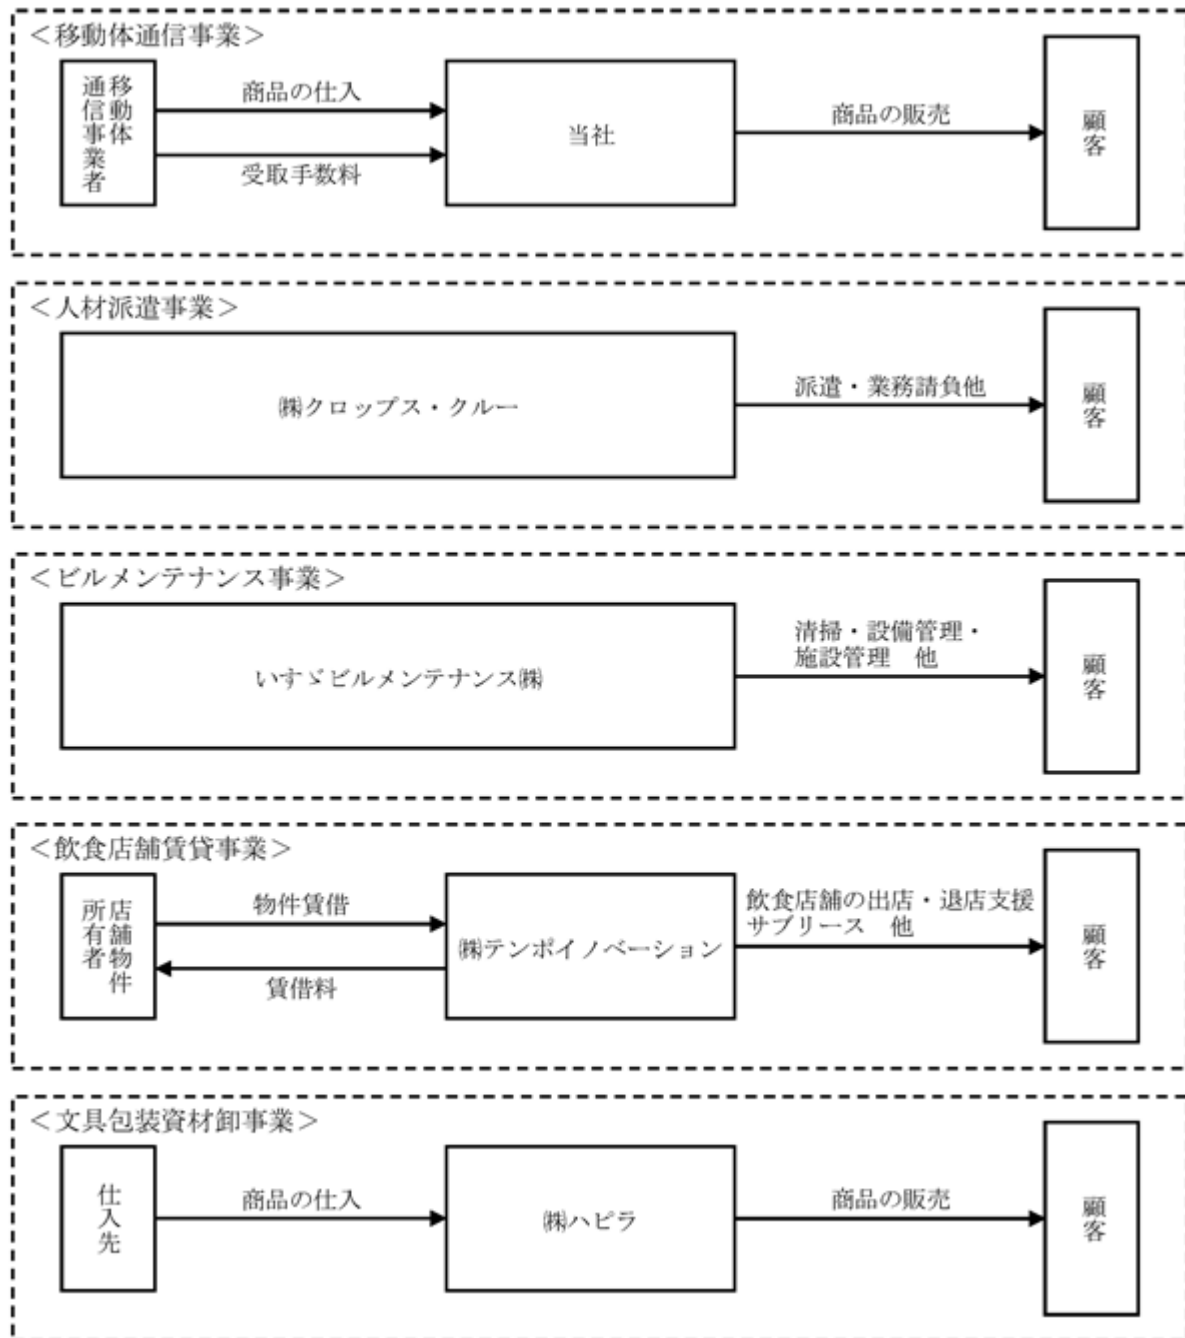 ＜移動体通信事業＞
移動体
通信事業者
商品の仕入
受取手数料
当社
商品の販売
顧客
＜人材派遣事業＞
㈱クロップス・クルー
派遣・業務請負他
顧客
＜ビルメンテナンス事業＞
いすゞビルメンテナンス㈱
清掃・設備管理・
施設管理　他
顧客
＜飲食店舗賃貸事業＞
店舗物件
所有者
物件賃借
賃借料
㈱テンポイノベーション
飲食店舗の出店・退店支援
サブリース　他
顧客
＜文具包装資材卸事業＞
仕入先
商品の仕入
㈱ハピラ
商品の販売
顧客